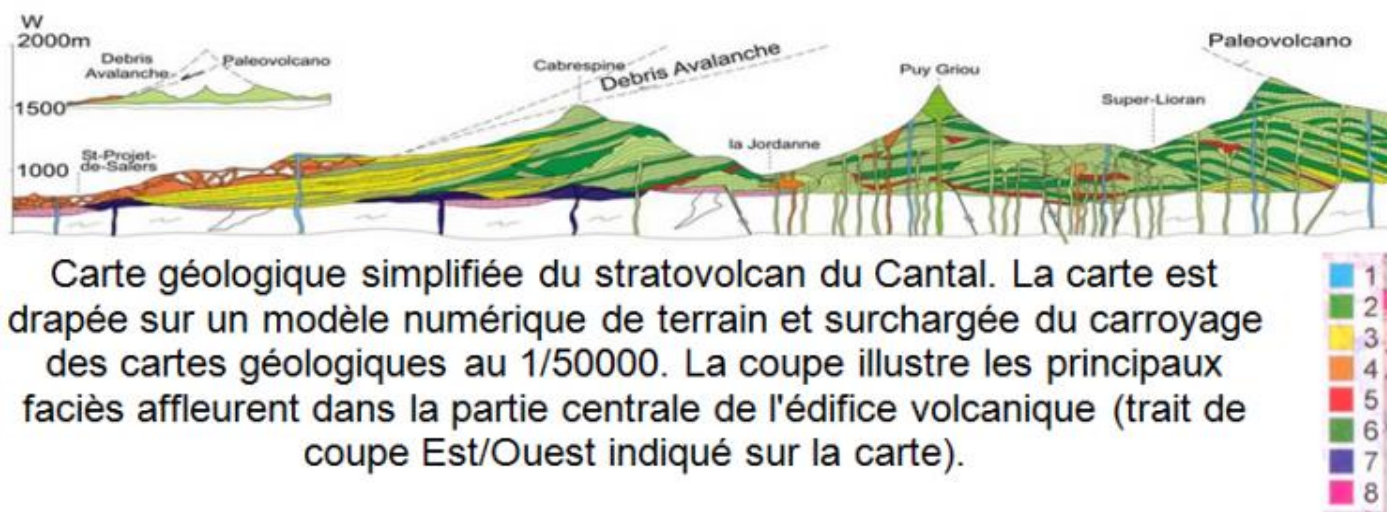 W
2000m
Debris
Avalanche
Paleovolcano
Cabrespine
Debris Avalanche
Puy Griou
Paleovolcano
1500
Super-Lioran
St-Projet-
de-Salers
la Jordanne
1000
Carte géologique simplifiée du stratovolcan du Cantal. La carte est
drapée sur un modèle numérique de terrain et surchargée du carroyage
des cartes géologiques au 1/50000. La coupe illustre les principaux
faciès affleurent dans la partie centrale de l'édifice volcanique (trait de
coupe Est/Ouest indiqué sur la carte).
1
2
3
4
5
6
7
8